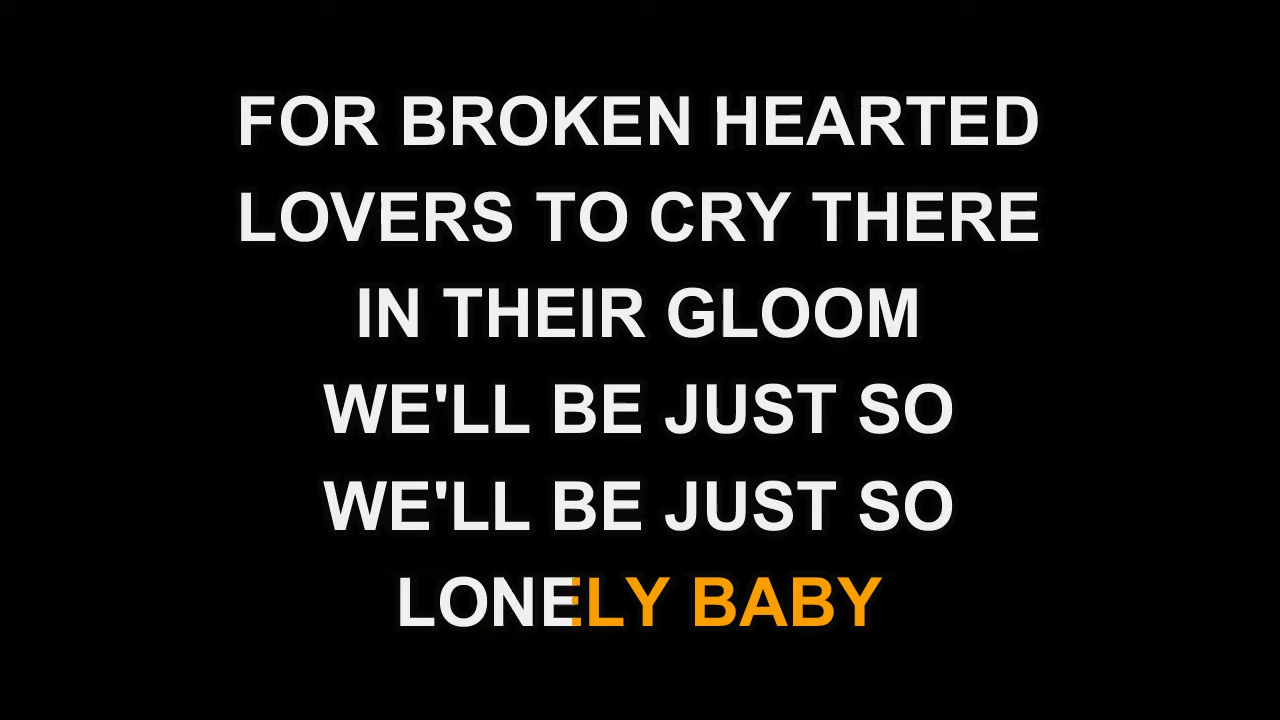 FOR BROKEN HEARTED
LOVERS TO CRY THERE
IN THEIR GLOOM
WE'LL BE JUST SO
WE'LL BE JUST SO
LONELY BABY